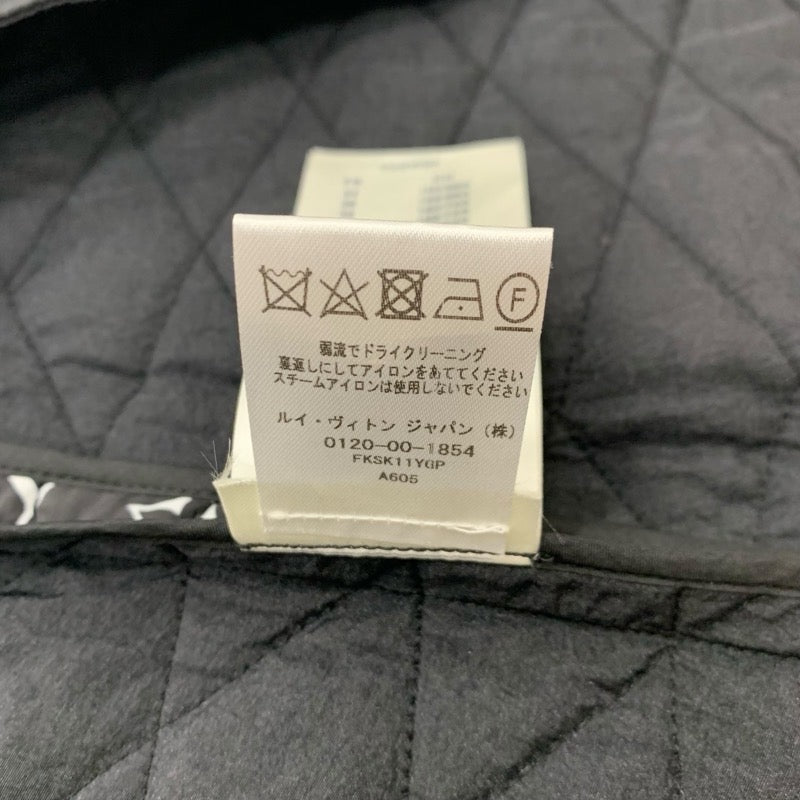 F
弱流でドライクリーニング
裏返しにしてアイロンをあててください
スチームアイロンは使用しないでください
ルイ・ヴィトン ジャパン (株)
0120-00-1854
FKSK11YGP
A605